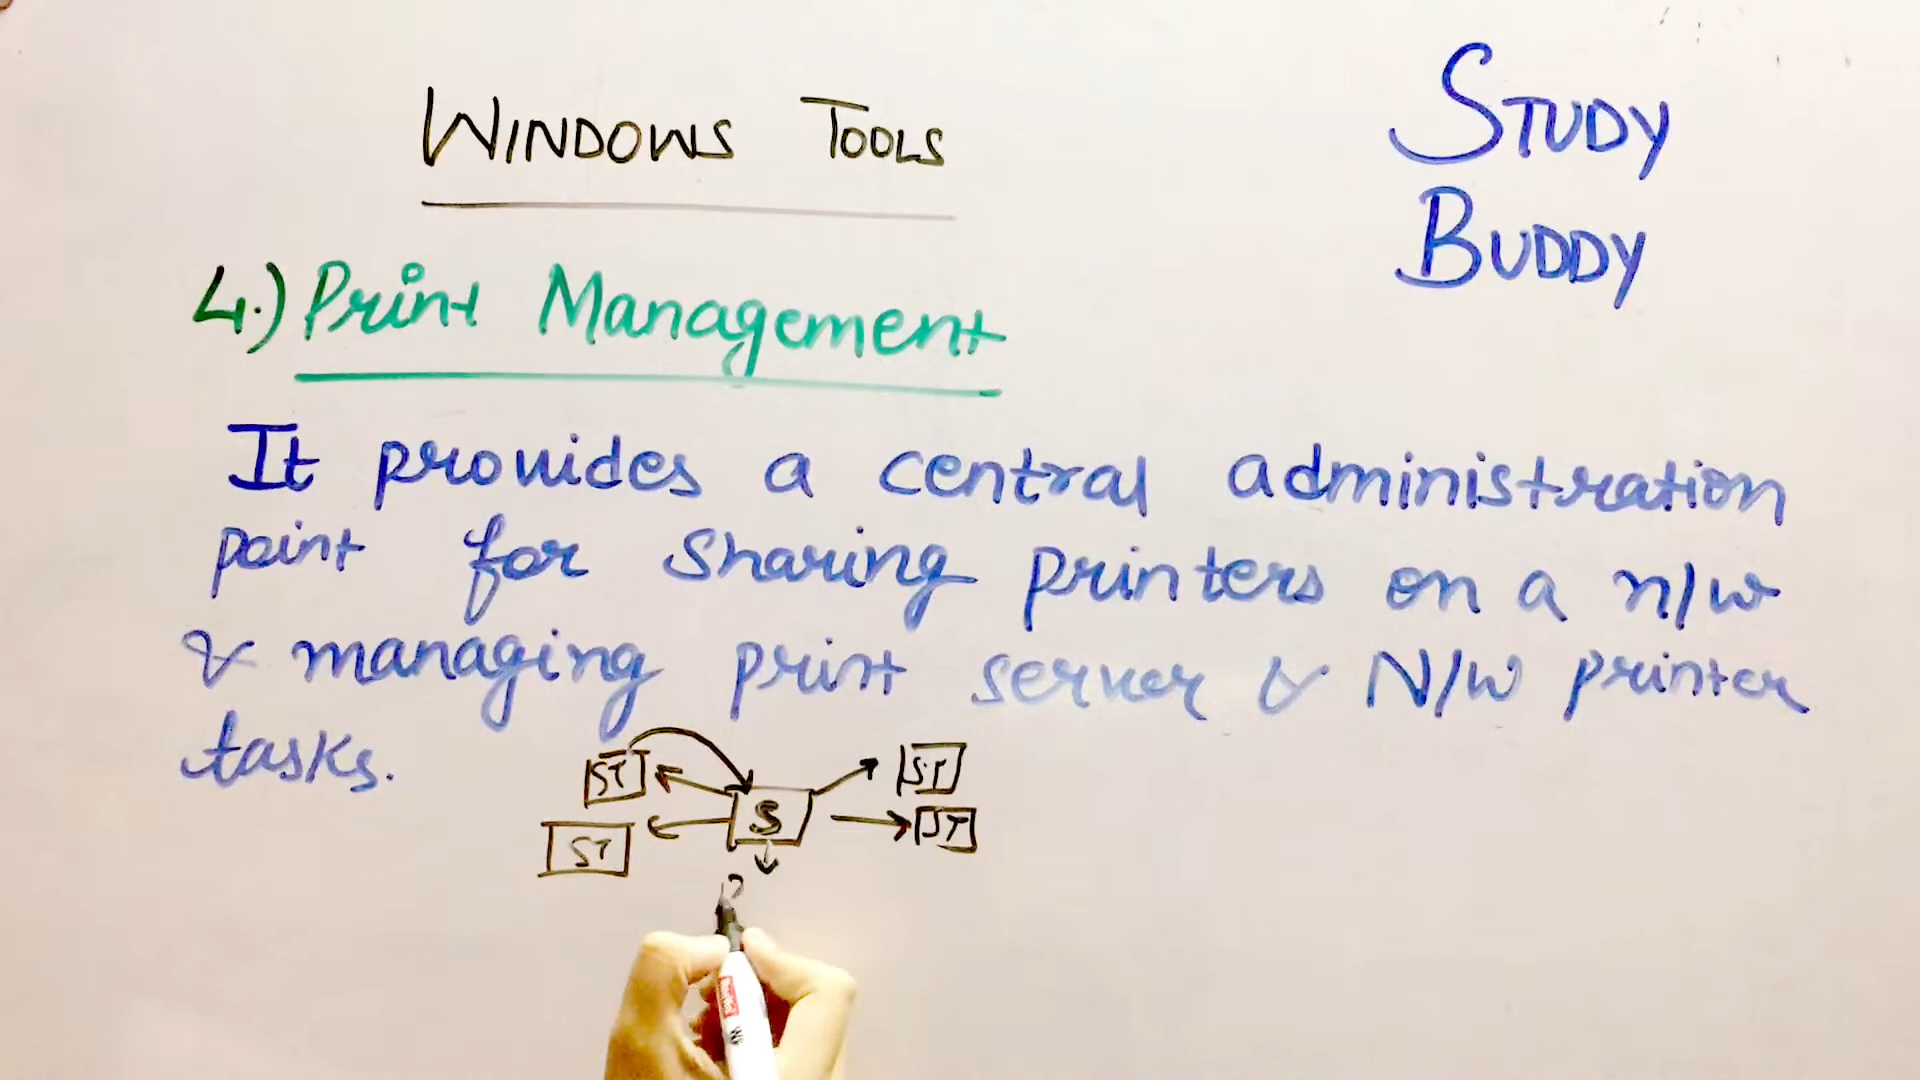 WINDOWS TOOLS
STUDY
BUDDY
4.) Print Management
It provides a central administration
point for sharing printers on a n/w
& managing print server & N/w printer
tasks.
ST
ST
S
ST
ST
P